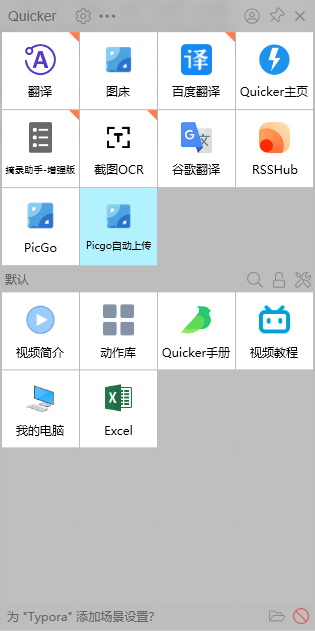 Quicker
翻译
图床
译
百度翻译
Quicker主页
摘录助手-增强版
T
截图OCR
G 文
谷歌翻译
RSSHub
PicGo
Picgo自动上传
默认
视频简介
动作库
Quicker手册
视频教程
我的电脑
Excel
为 "Typora" 添加场景设置?